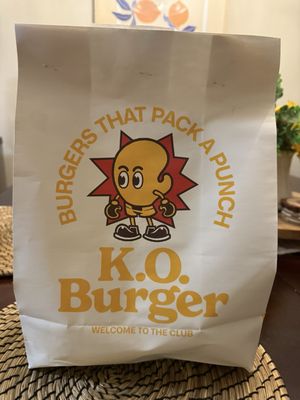 BURGERS THAT PACK A PUNCH
K.O.
Burger
WELCOME TO THE CLUB